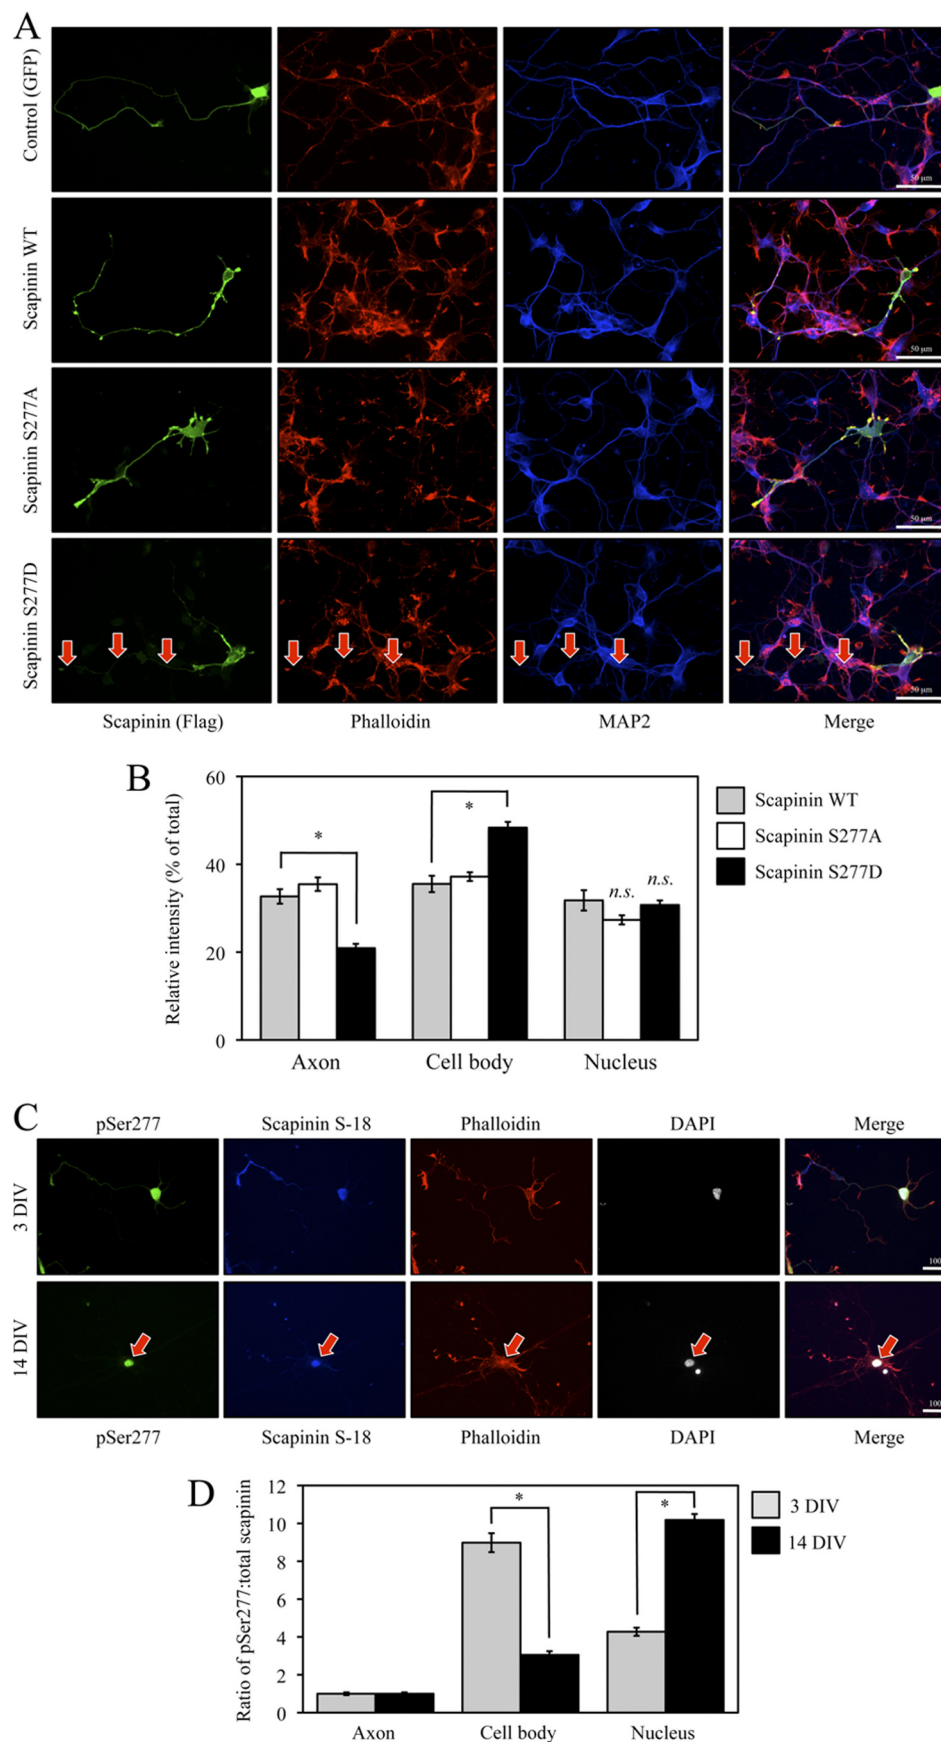 A
Control (GFP)
50 μm
Scapinin WT
50 μm
Scapinin S277A
50 μm
Scapinin S277D
50 μm
Scapinin (Flag) Phalloidin MAP2 Merge
B
Relative intensity (% of total)
60
40
20
0
* * n.s. n.s.
Axon Cell body Nucleus
Scapinin WT
Scapinin S277A
Scapinin S277D
C
pSer277 Scapinin S-18 Phalloidin DAPI Merge
3 DIV
100
14 DIV
100
pSer277 Scapinin S-18 Phalloidin DAPI Merge
D
Ratio of pSer277:total scapinin
12
10
8
6
4
2
0
* *
Axon Cell body Nucleus
3 DIV
14 DIV